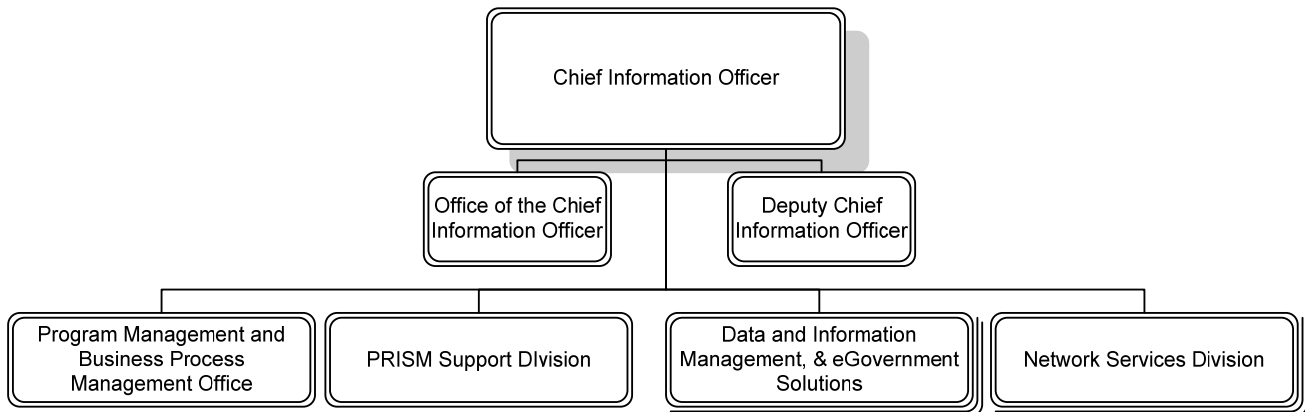 Chief Information Officer
Office of the Chief
Information Officer
Deputy Chief
Information Officer
Program Management and
Business Process
Management Office
PRISM Support DIvision
Data and Information
Management, & eGovernment
Solutions
Network Services Division